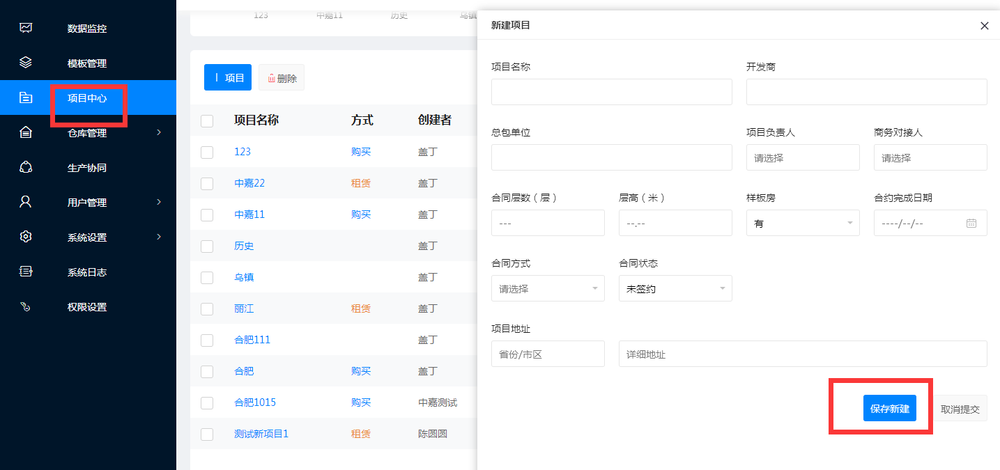 数据监控
模板管理
项目中心
仓库管理
生产协同
用户管理
系统设置
系统日志
权限设置
123 中嘉11 历史 乌镇
项目 删除
项目名称 方式 创建者
123 购买 盖丁
中嘉22 租赁 盖丁
中嘉11 购买 盖丁
历史 盖丁
乌镇 盖丁
丽江 租赁 盖丁
合肥111 盖丁
合肥 购买 盖丁
合肥1015 购买 中嘉测试
测试新项目1 租赁 陈圆圆
新建项目
项目名称 开发商
总包单位 项目负责人 商务对接人
请选择 请选择
合同层数（层） 层高（米） 样板房 合约完成日期
--- --.-- 有 ----/--/--
合同方式 合同状态
请选择 未签约
项目地址
省份/市区 详细地址
保存新建 取消提交